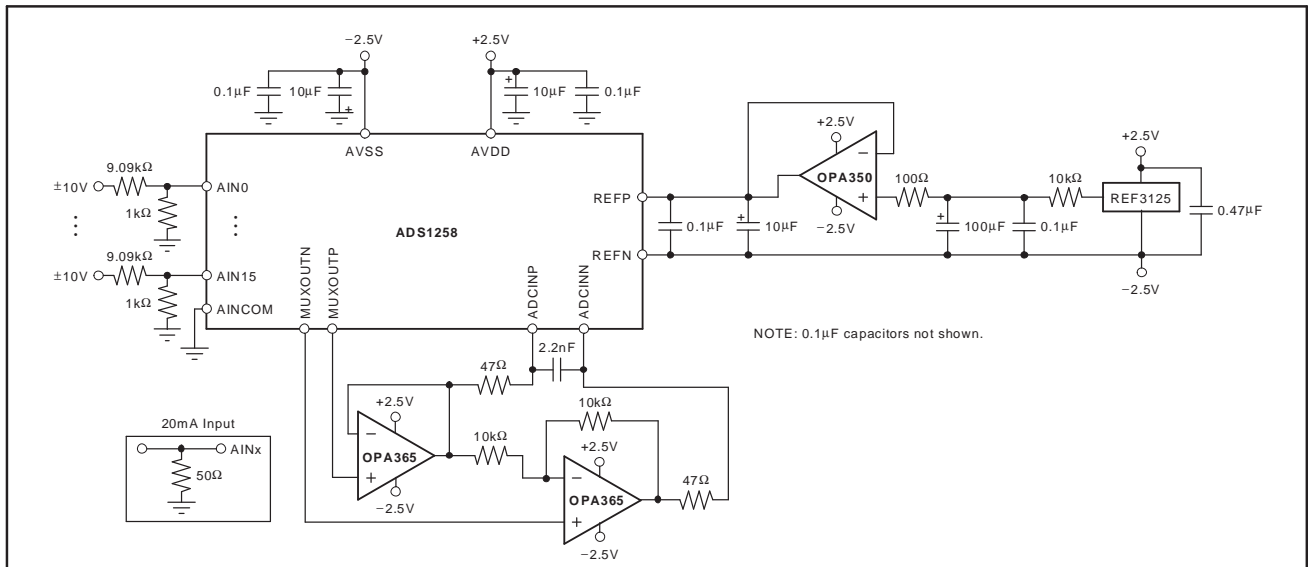 −2.5V
+2.5V
0.1µF
10µF
+
+
10µF
0.1µF
AVSS
AVDD
9.09kΩ
±10V
AIN0
1kΩ
9.09kΩ
±10V
AIN15
1kΩ
AINCOM
ADS1258
MUXOUTN
MUXOUTP
ADCINP
ADCINN
REFP
REFN
0.1µF
+
10µF
+2.5V
−
OPA350
+
−2.5V
100Ω
+
100µF
0.1µF
10kΩ
+2.5V
REF3125
0.47µF
−2.5V
NOTE: 0.1µF capacitors not shown.
2.2nF
47Ω
+2.5V
−
OPA365
+
−2.5V
10kΩ
10kΩ
+2.5V
−
OPA365
+
−2.5V
47Ω
20mA Input
AINx
50Ω